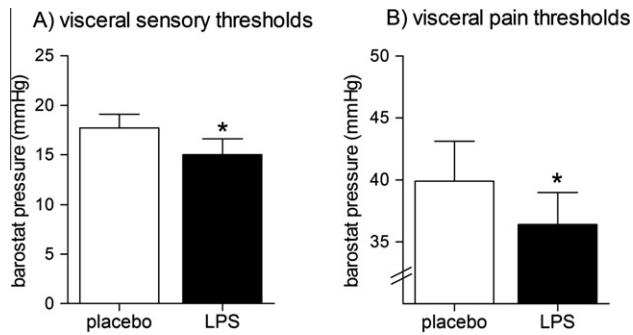 A) visceral sensory thresholds
25
20
15
10
5
0
barostat pressure (mmHg)
*
placebo
LPS
B) visceral pain thresholds
50
45
40
35
barostat pressure (mmHg)
*
placebo
LPS